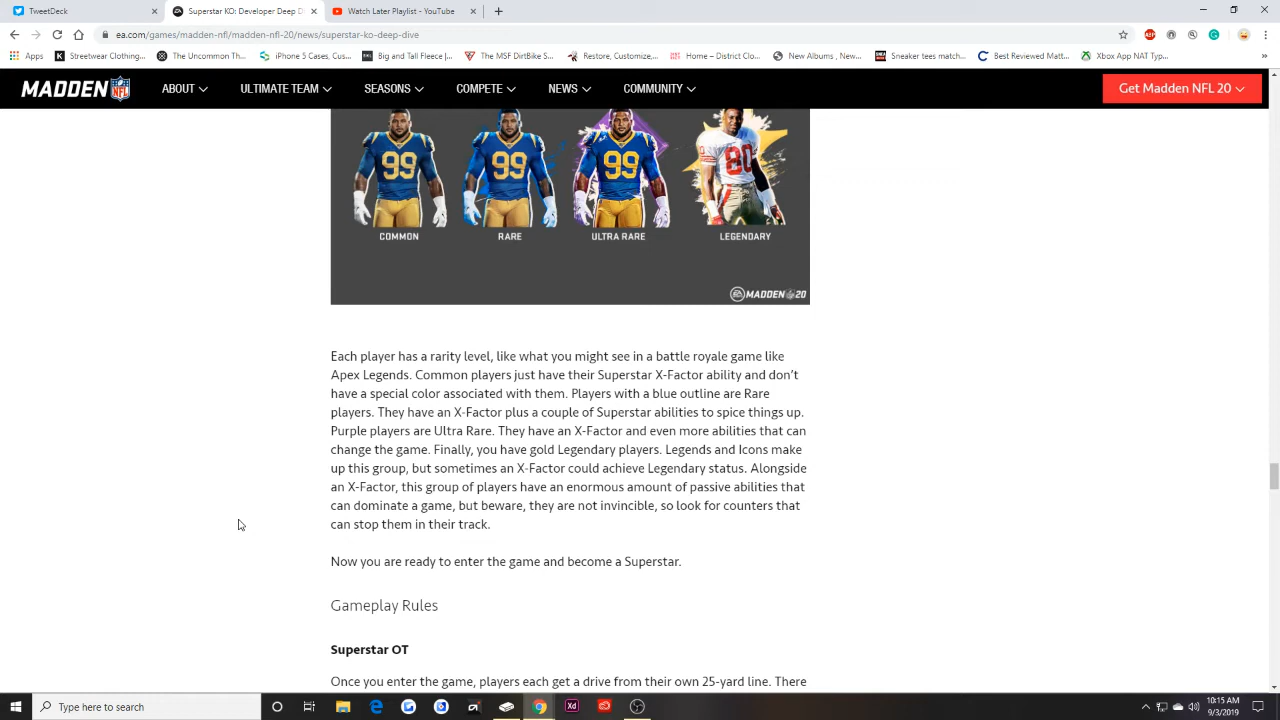 TweetDeck
Superstar KO: Developer Deep Di
Watch Later Playlist - YouTube
ea.com/games/madden-nfl/madden-nfl-20/news/superstar-ko-deep-dive
Apps
Streetwear Clothing...
The Uncommon Th...
iPhone 5 Cases, Cus...
Big and Tall Fleece |...
The MSF DirtBike S...
Restore, Customize,...
Home – District Clo...
New Albums , New...
Sneaker tees match...
Best Reviewed Matt...
Xbox App NAT Typ...
MADDEN NFL
ABOUT
ULTIMATE TEAM
SEASONS
COMPETE
NEWS
COMMUNITY
Get Madden NFL 20
99 99 99 80
COMMON RARE ULTRA RARE LEGENDARY
EA MADDEN NFL 20
Each player has a rarity level, like what you might see in a battle royale game like
Apex Legends. Common players just have their Superstar X-Factor ability and don’t
have a special color associated with them. Players with a blue outline are Rare
players. They have an X-Factor plus a couple of Superstar abilities to spice things up.
Purple players are Ultra Rare. They have an X-Factor and even more abilities that can
change the game. Finally, you have gold Legendary players. Legends and Icons make
up this group, but sometimes an X-Factor could achieve Legendary status. Alongside
an X-Factor, this group of players have an enormous amount of passive abilities that
can dominate a game, but beware, they are not invincible, so look for counters that
can stop them in their track.
Now you are ready to enter the game and become a Superstar.
Gameplay Rules
Superstar OT
Once you enter the game, players each get a drive from their own 25-yard line. There
Type here to search
10:15 AM
9/3/2019